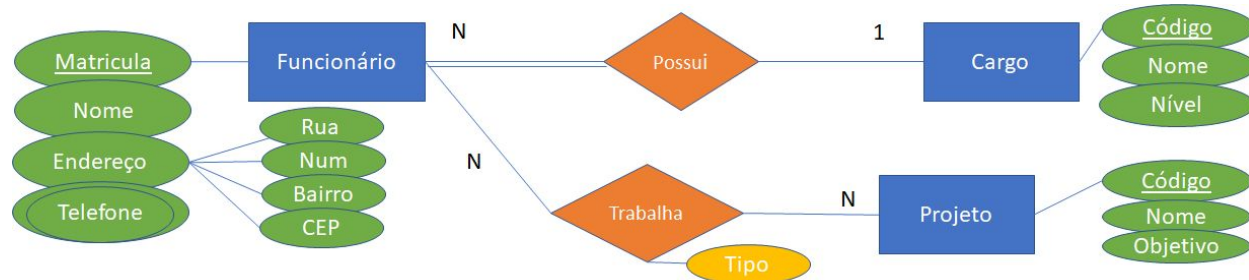 Matricula
Nome
Endereço
Telefone
Rua
Num
Bairro
CEP
Funcionário
N
Possui
1
Cargo
Código
Nome
Nível
N
Trabalha
Tipo
N
Projeto
Código
Nome
Objetivo